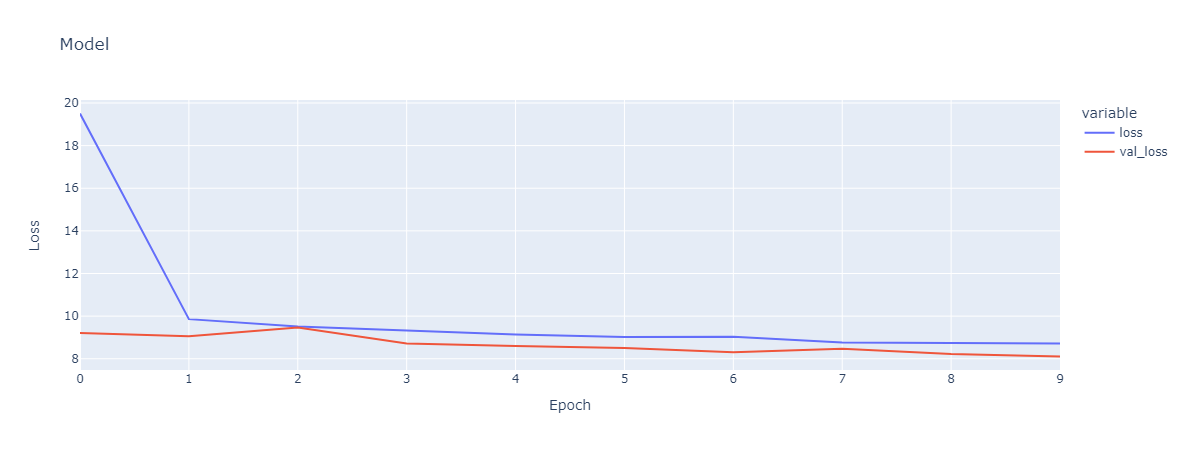 Model
20
18
16
14
12
10
8
Loss
0 1 2 3 4 5 6 7 8 9
Epoch
variable
loss
val_loss